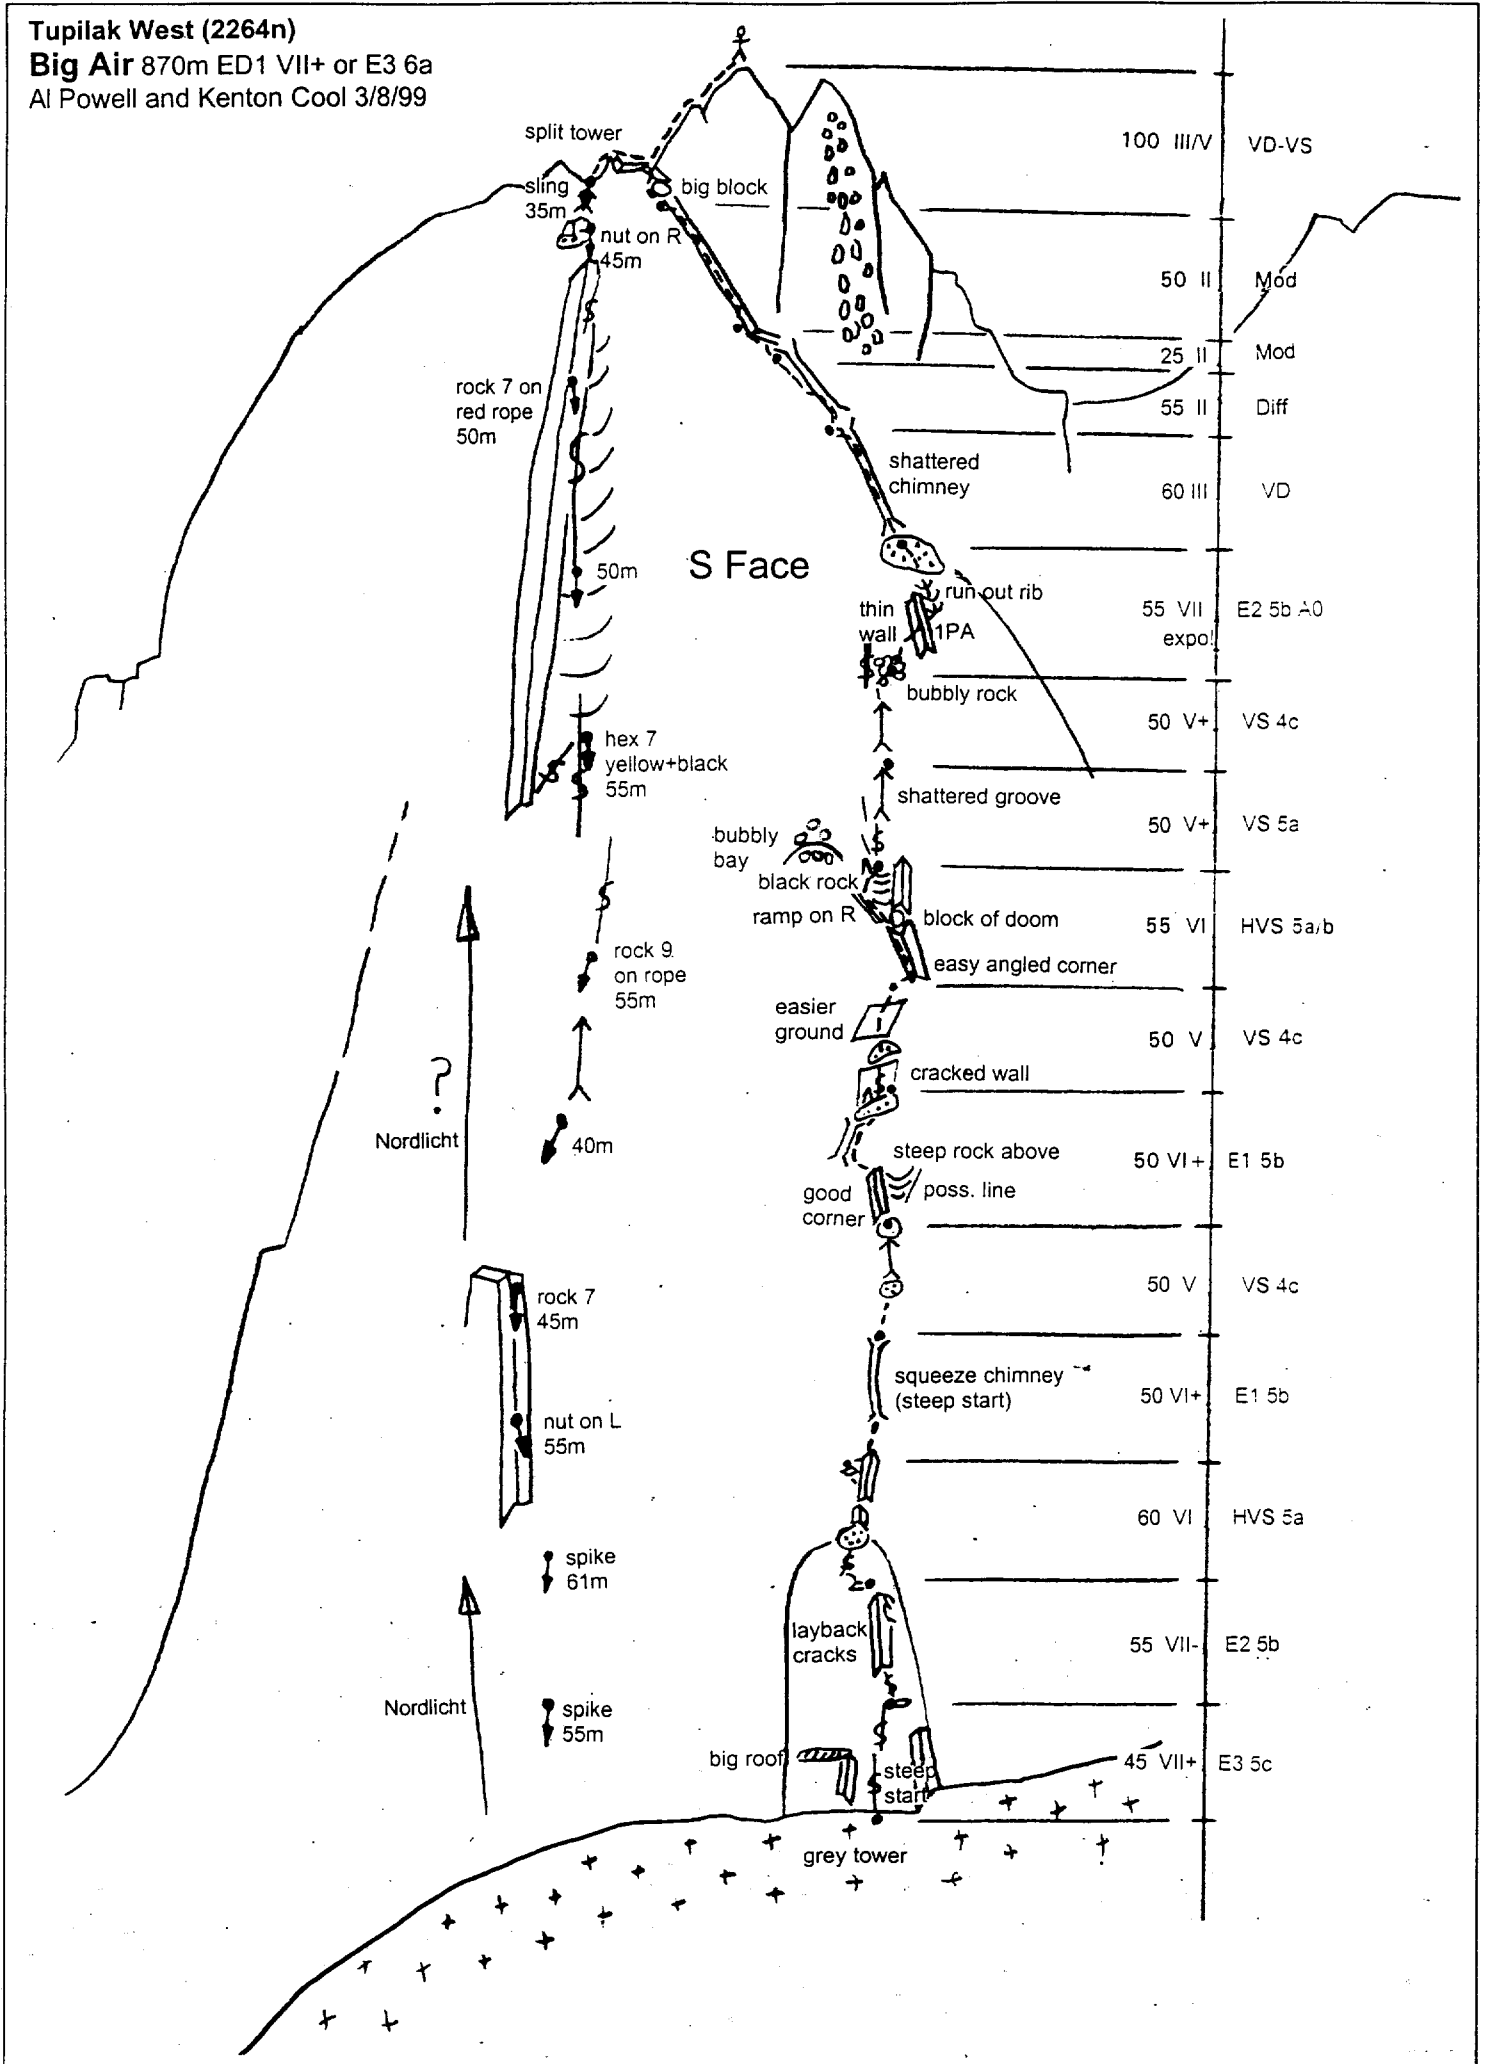 Tupilak West (2264n)
Big Air 870m ED1 VII+ or E3 6a
Al Powell and Kenton Cool 3/8/99
split tower
100 III/V VD-VS
sling
35m
big block
nut on R
45m
50 II Mod
25 II Mod
rock 7 on
red rope
50m
55 II Diff
shattered
chimney
60 III VD
S Face
50m
run out rib
thin
wall
1PA
55 VII E2 5b A0
expo!
bubbly rock
50 V+ VS 4c
hex 7
yellow+black
55m
shattered groove
50 V+ VS 5a
bubbly
bay
black rock
ramp on R
block of doom
55 VI HVS 5a/b
easy angled corner
rock 9
on rope
55m
easier
ground
50 V VS 4c
cracked wall
?
Nordlicht
40m
steep rock above
50 VI+ E1 5b
good
corner
poss. line
50 V VS 4c
rock 7
45m
squeeze chimney
(steep start)
50 VI+ E1 5b
nut on L
55m
60 VI HVS 5a
spike
61m
layback
cracks
55 VII- E2 5b
Nordlicht
spike
55m
big roof
steep
start
45 VII+ E3 5c
grey tower